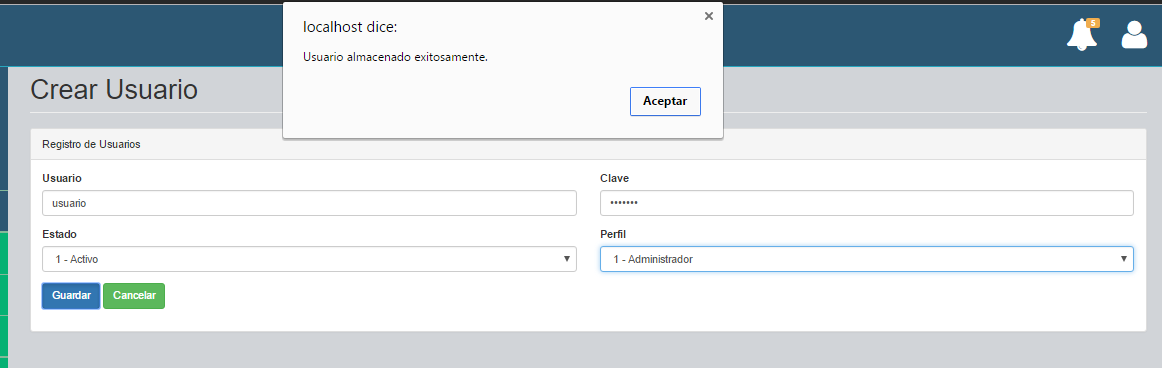 localhost dice:
Usuario almacenado exitosamente.
Aceptar
5
Crear Usuario
Registro de Usuarios
Usuario
Clave
usuario
•••••••
Estado
Perfil
1 - Activo
1 - Administrador
Guardar
Cancelar